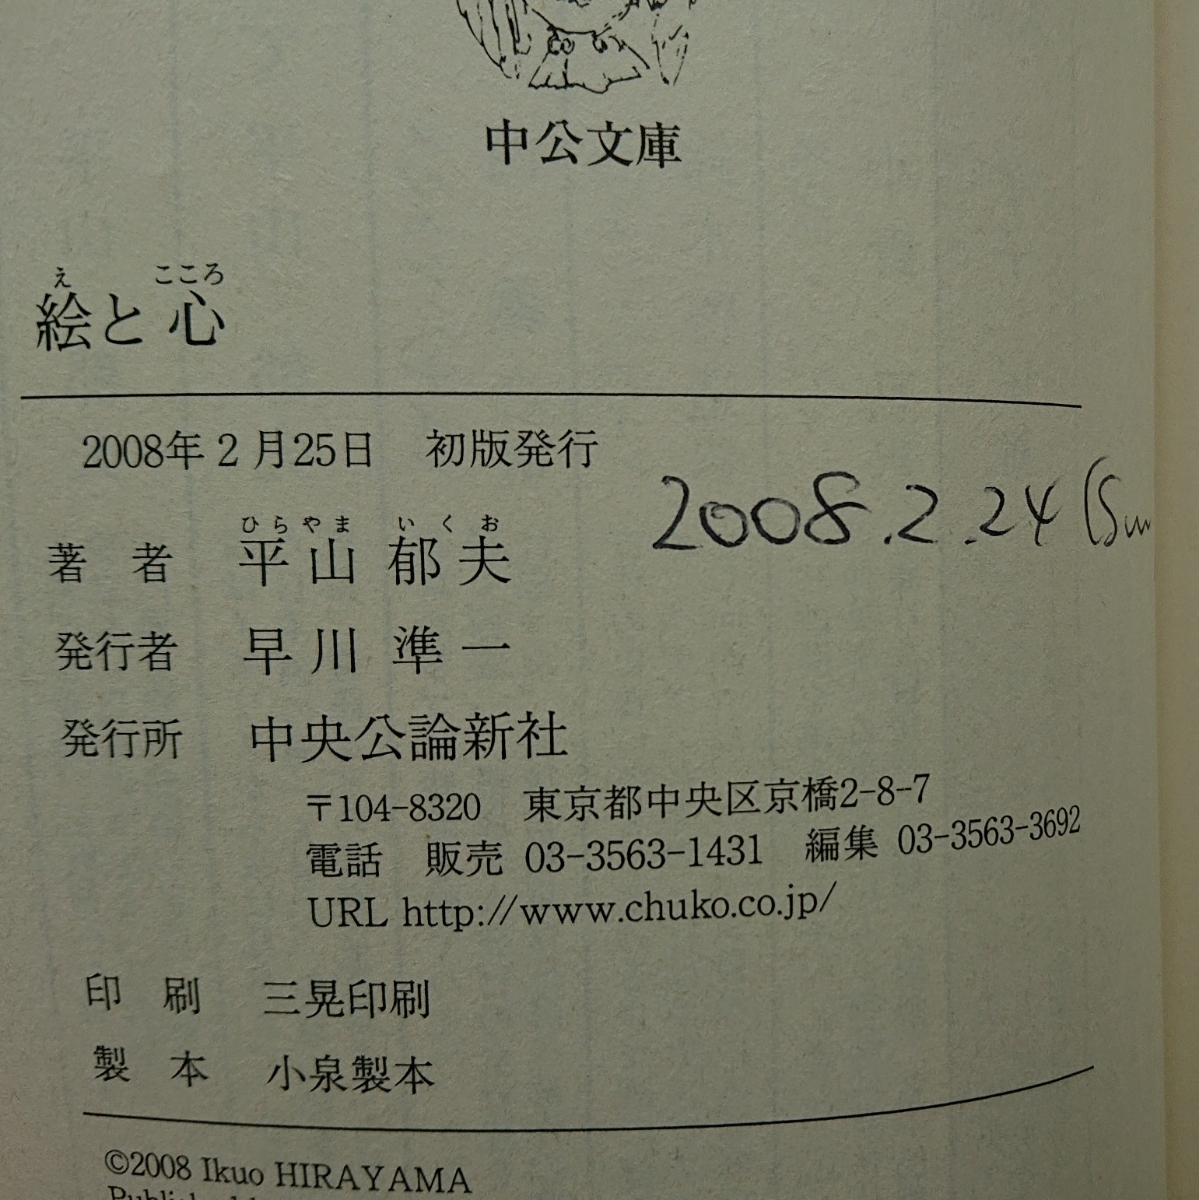 中公文庫
え こころ
絵と心
2008年2月25日 初版発行
2008.2.24 (Sun
ひらやま いくお
著者 平山郁夫
発行者 早川準一
発行所 中央公論新社
〒104-8320 東京都中央区京橋2-8-7
電話 販売 03-3563-1431 編集 03-3563-3692
URL http://www.chuko.co.jp/
印刷 三晃印刷
製本 小泉製本
©2008 Ikuo HIRAYAMA